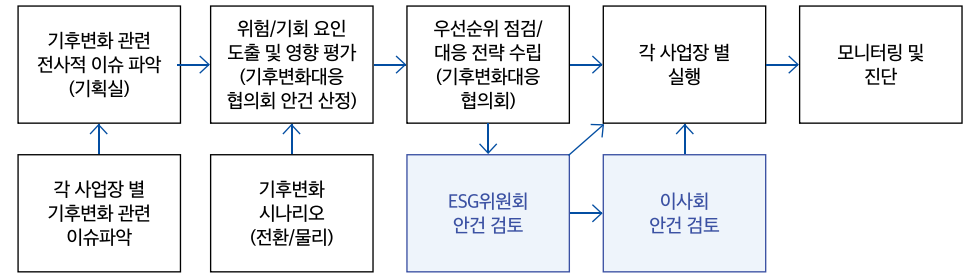 기후변화 관련
전사적 이슈 파악
(기획실)
위험/기회 요인
도출 및 영향 평가
(기후변화대응
협의회 안건 산정)
우선순위 점검/
대응 전략 수립
(기후변화대응
협의회)
각 사업장 별
실행
모니터링 및
진단
각 사업장 별
기후변화 관련
이슈파악
기후변화
시나리오
(전환/물리)
ESG위원회
안건 검토
이사회
안건 검토